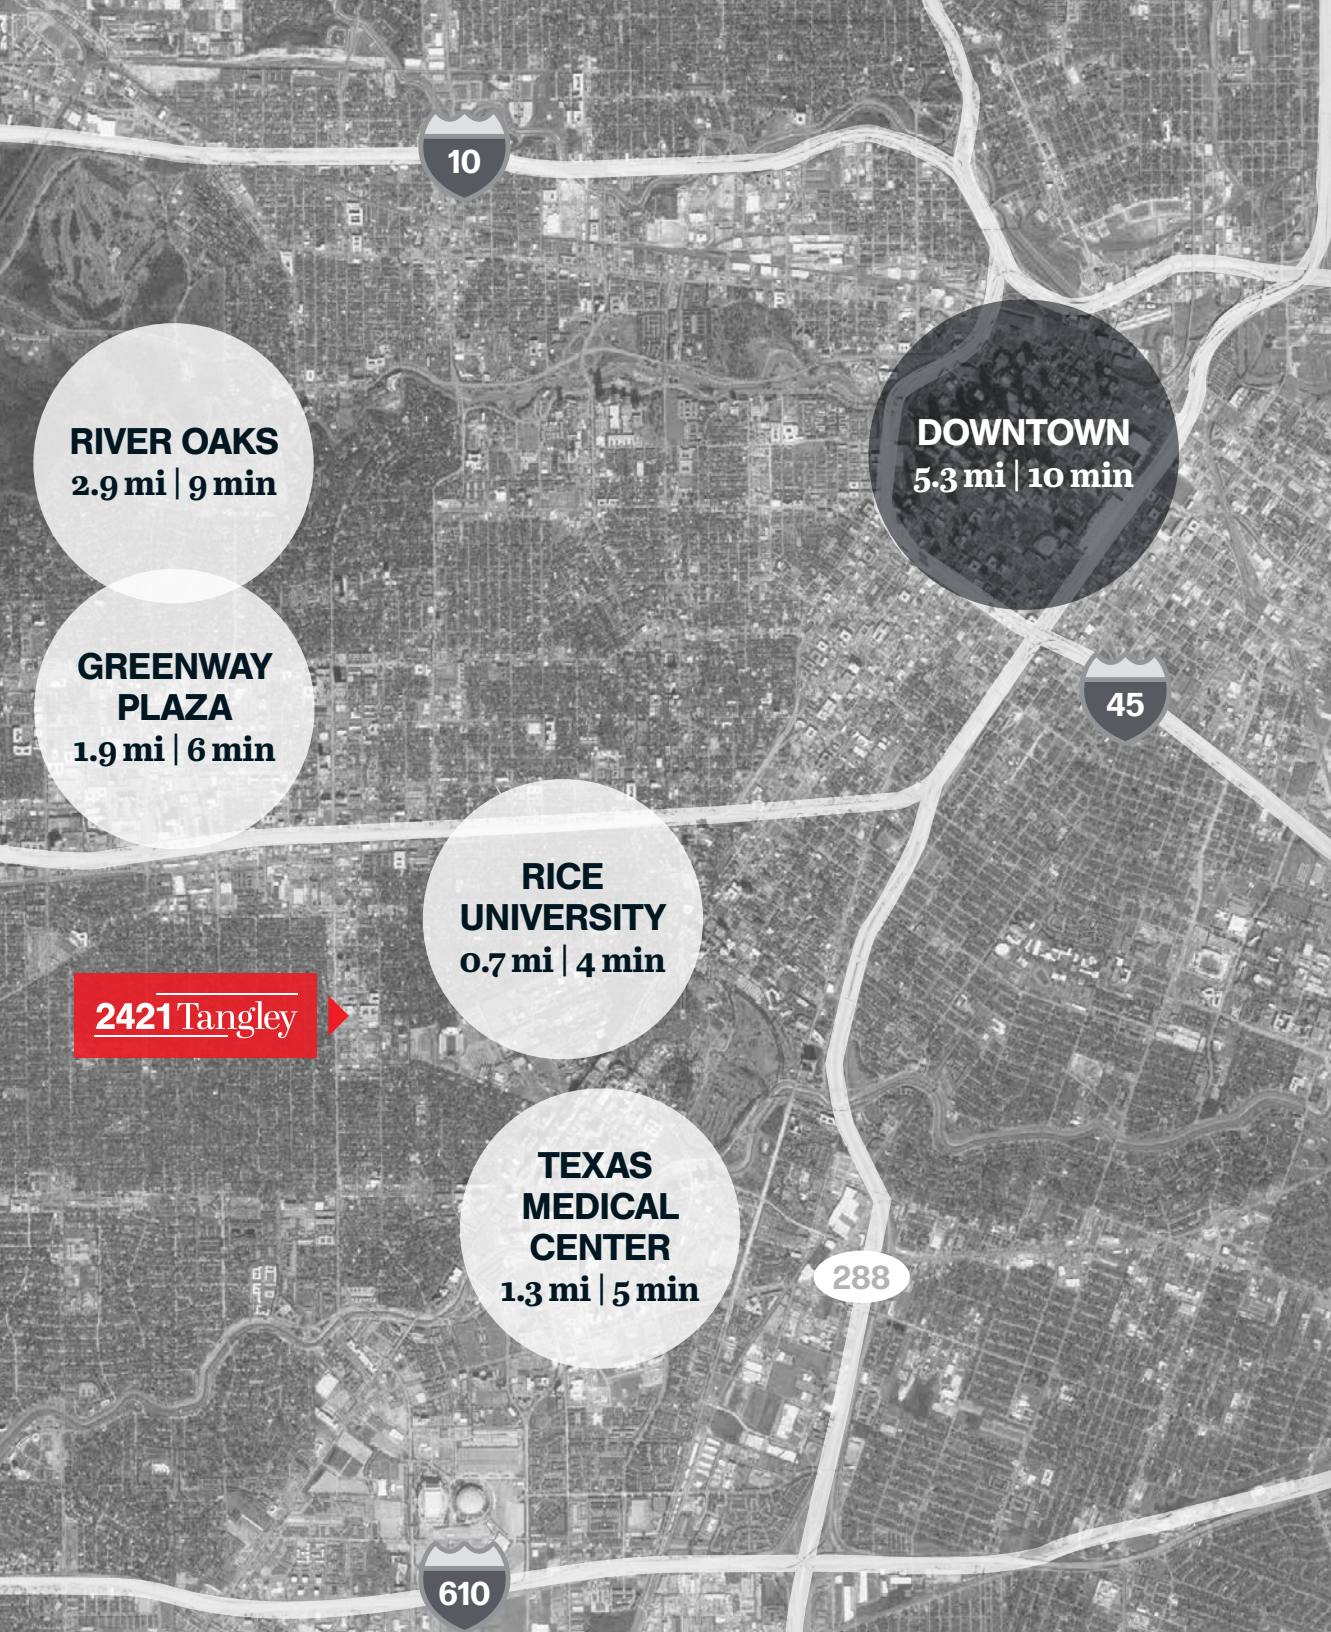 10
RIVER OAKS
2.9 mi | 9 min
DOWNTOWN
5.3 mi | 10 min
GREENWAY
PLAZA
1.9 mi | 6 min
45
RICE
UNIVERSITY
0.7 mi | 4 min
2421 Tangley
TEXAS
MEDICAL
CENTER
1.3 mi | 5 min
288
610